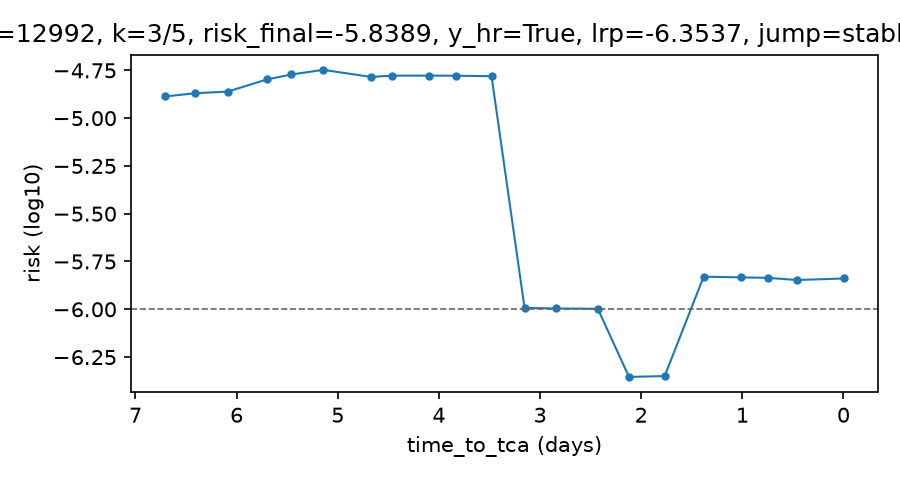 =12992, k=3/5, risk_final=-5.8389, y_hr=True, lrp=-6.3537, jump=stabl
−4.75
−5.00
−5.25
−5.50
−5.75
−6.00
−6.25
risk (log10)
7 6 5 4 3 2 1 0
time_to_tca (days)